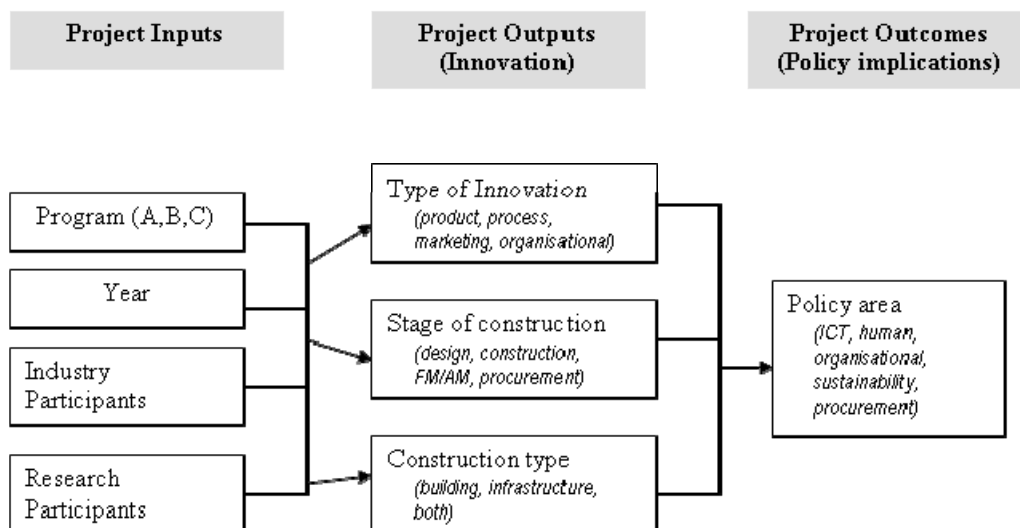 Project Inputs
Project Outputs
(Innovation)
Project Outcomes
(Policy implications)
Program (A,B,C)
Year
Industry
Participants
Research
Participants
Type of Innovation
(product, process,
marketing, organisational)
Stage of construction
(design, construction,
FM/AM, procurement)
Construction type
(building, infrastructure,
both)
Policy area
(ICT, human,
organisational,
sustainability,
procurement)